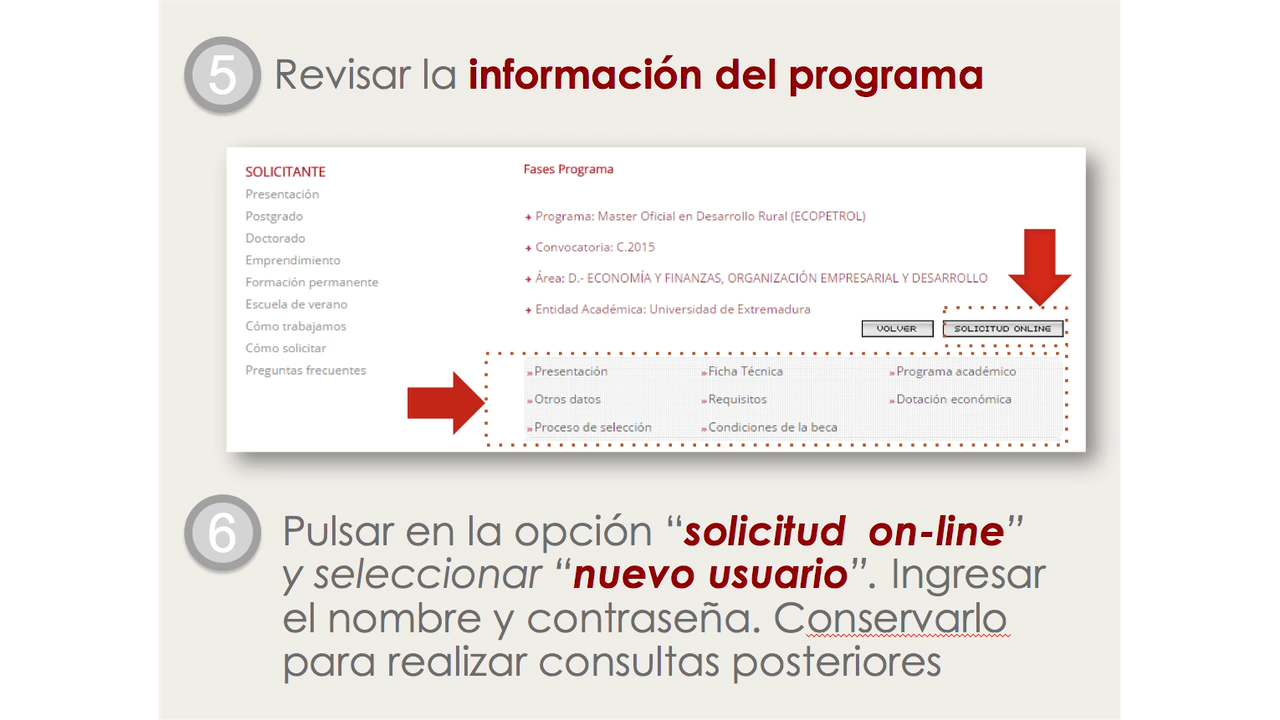 5 Revisar la información del programa
SOLICITANTE
Presentación
Postgrado
Doctorado
Emprendimiento
Formación permanente
Escuela de verano
Cómo trabajamos
Cómo solicitar
Preguntas frecuentes
Fases Programa
Programa: Master Oficial en Desarrollo Rural (ECOPETROL)
Convocatoria: C.2015
Área: D.- ECONOMÍA Y FINANZAS, ORGANIZACIÓN EMPRESARIAL Y DESARROLLO
Entidad Académica: Universidad de Extremadura
VOLVER SOLICITUD ONLINE
»Presentación »Ficha Técnica »Programa académico
»Otros datos »Requisitos »Dotación económica
»Proceso de selección »Condiciones de la beca
6 Pulsar en la opción “solicitud on-line”
y seleccionar “nuevo usuario”. Ingresar
el nombre y contraseña. Conservarlo
para realizar consultas posteriores